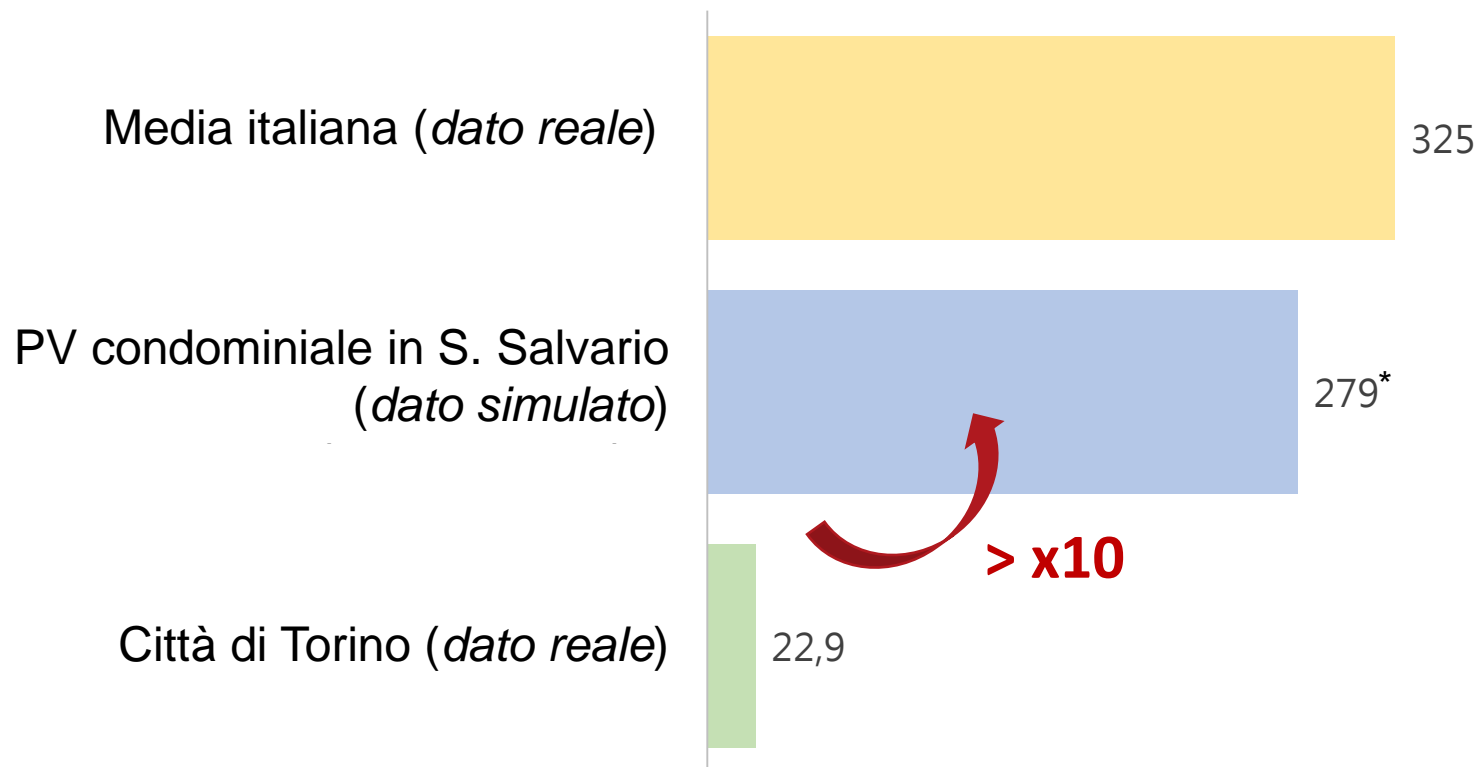 Media italiana (dato reale)
325
PV condominiale in S. Salvario
(dato simulato)
279*
> x10
Città di Torino (dato reale)
22,9